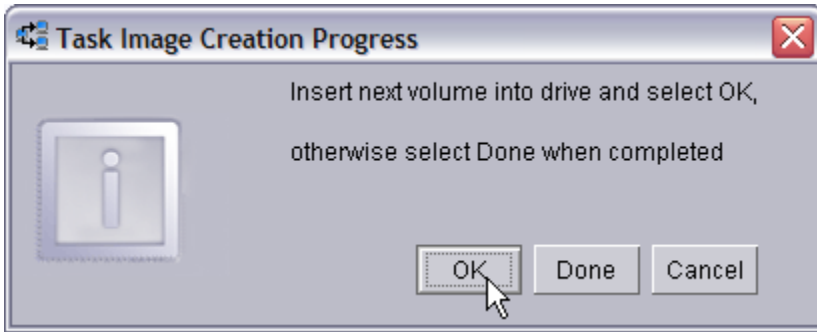 Task Image Creation Progress
Insert next volume into drive and select OK,
otherwise select Done when completed
OK Done Cancel